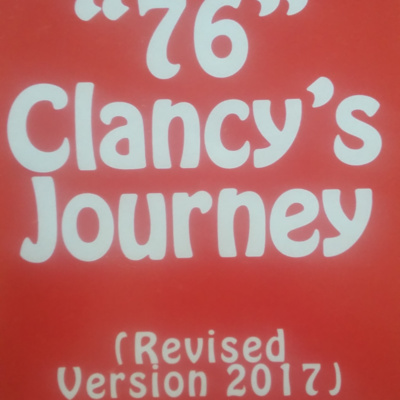 “76”
Clancy’s
Journey
(Revised
Version 2017)